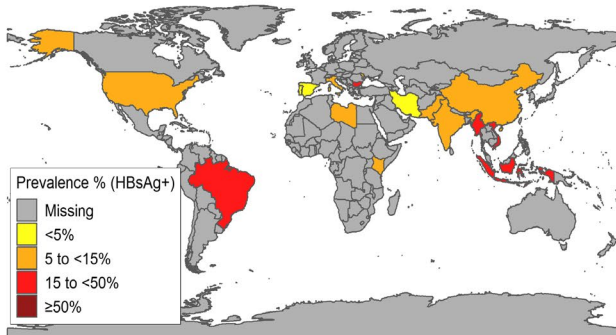 Prevalence % (HBsAg+)
Missing
<5%
5 to <15%
15 to <50%
≥50%